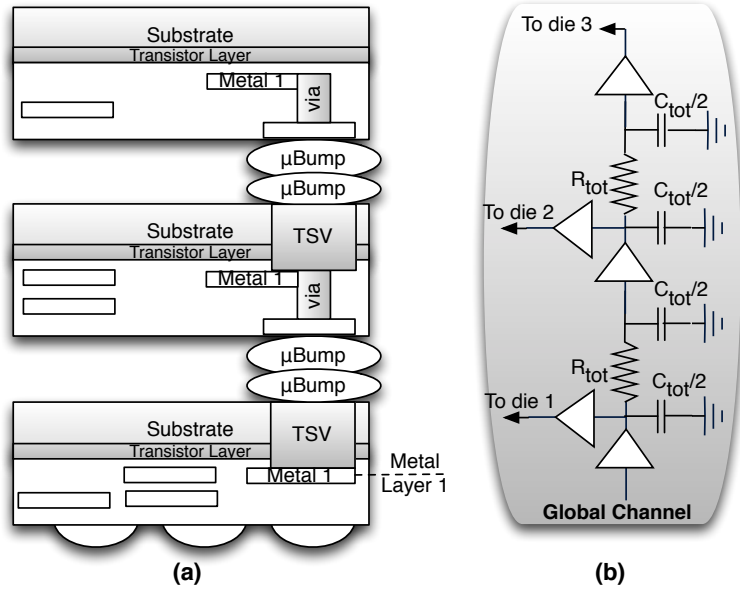 Substrate
Transistor Layer
Metal 1
via
µBump
µBump
Substrate
TSV
Transistor Layer
Metal 1
via
µBump
µBump
Substrate
TSV
Transistor Layer
Metal 1
Metal
Layer 1
(a)
To die 3
Ctot/2
Rtot
Ctot/2
To die 2
Ctot/2
Rtot
Ctot/2
To die 1
Global Channel
(b)